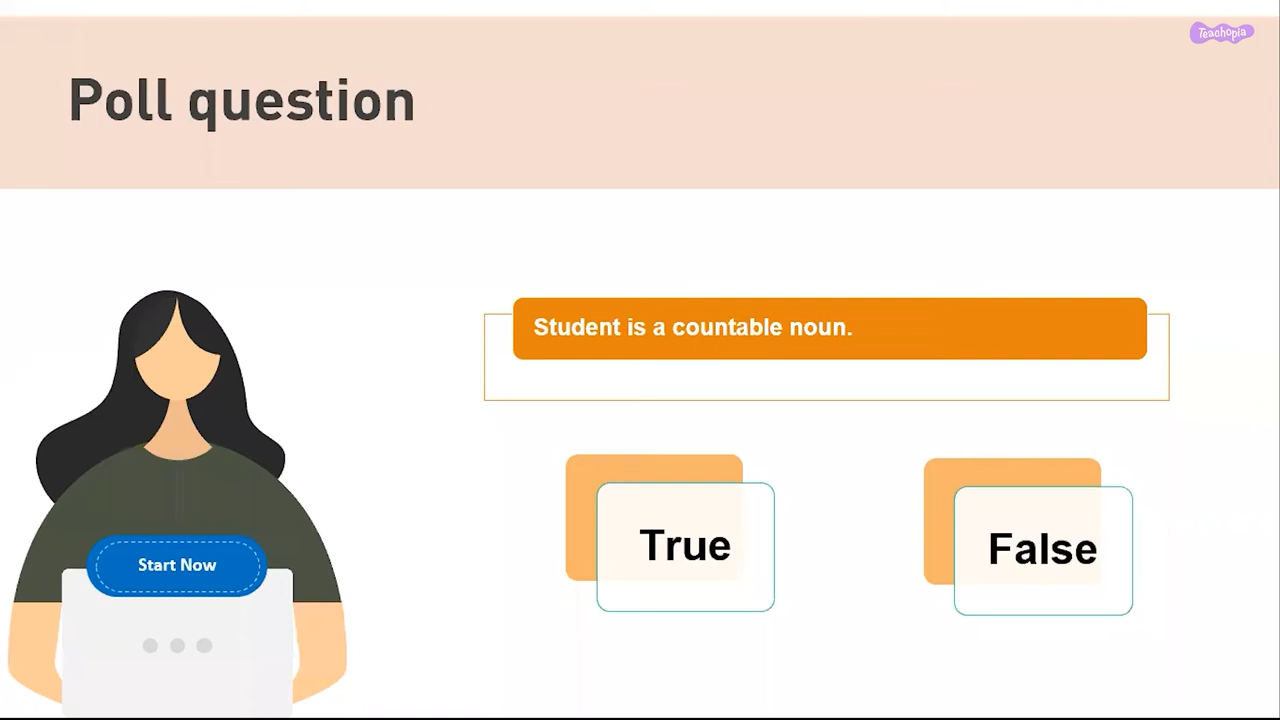 Teachopia
Poll question
Student is a countable noun.
True
False
Start Now